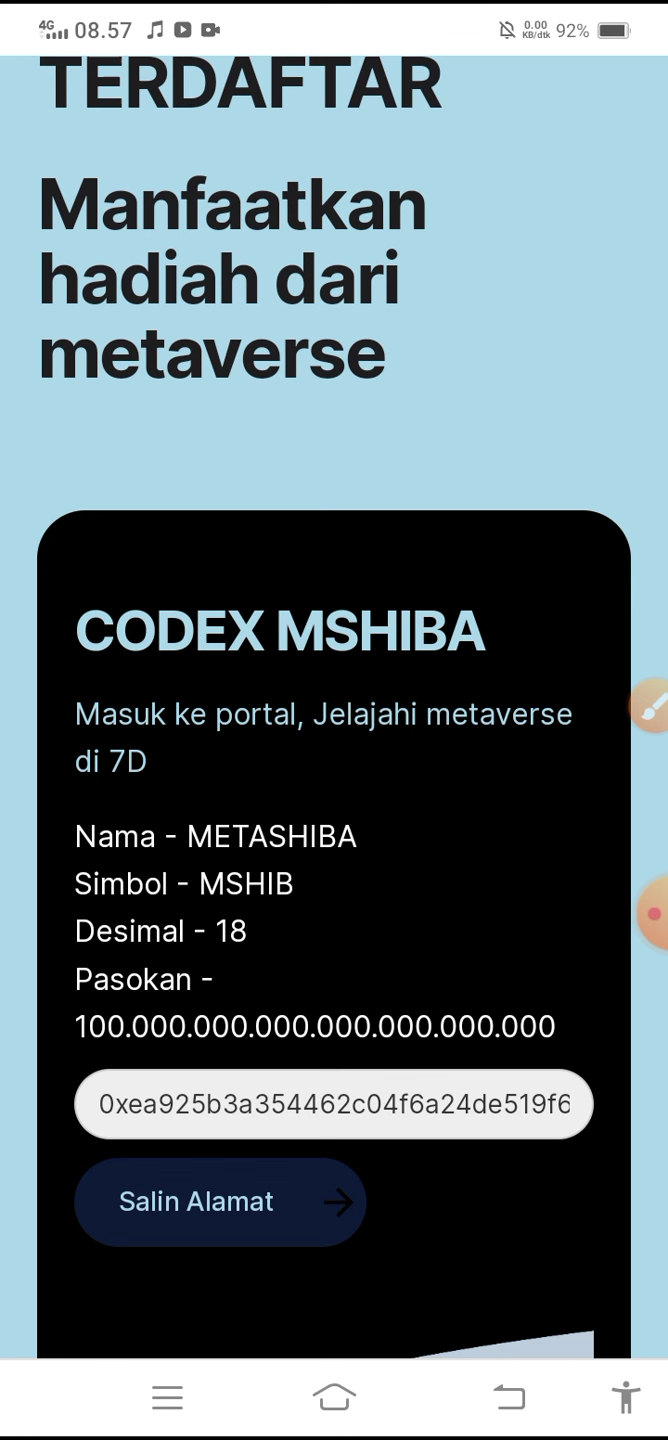 4G 08.57 0.00 KB/dtk 92%
TERDAFTAR
Manfaatkan
hadiah dari
metaverse
CODEX MSHIBA
Masuk ke portal, Jelajahi metaverse
di 7D
Nama - METASHIBA
Simbol - MSHIB
Desimal - 18
Pasokan -
100.000.000.000.000.000.000.000
0xea925b3a354462c04f6a24de519f6
Salin Alamat